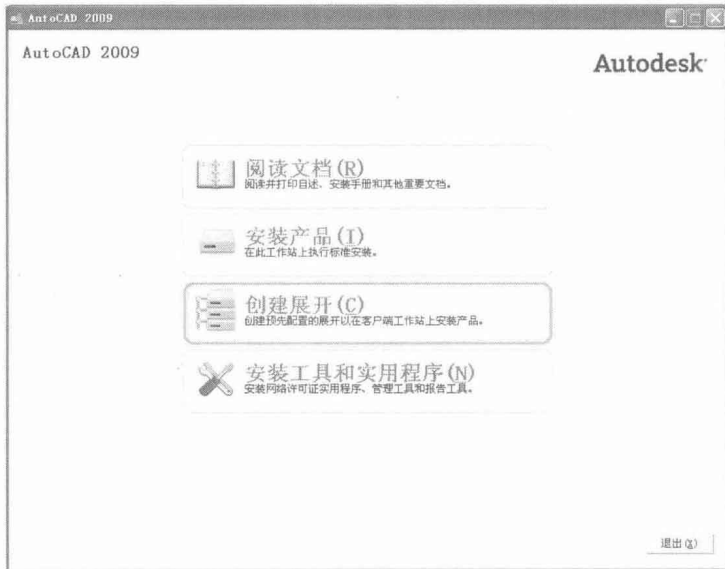 AutoCAD 2009
AutoCAD 2009
Autodesk
阅读文档(R)
阅读并打印自述、安装手册和其他重要文档。
安装产品(I)
在此工作站上执行标准安装。
创建展开(C)
创建预先配置的展开以在客户端工作站上安装产品。
安装工具和实用程序(N)
安装网络许可证实用程序、管理工具和报告工具。
退出(X)